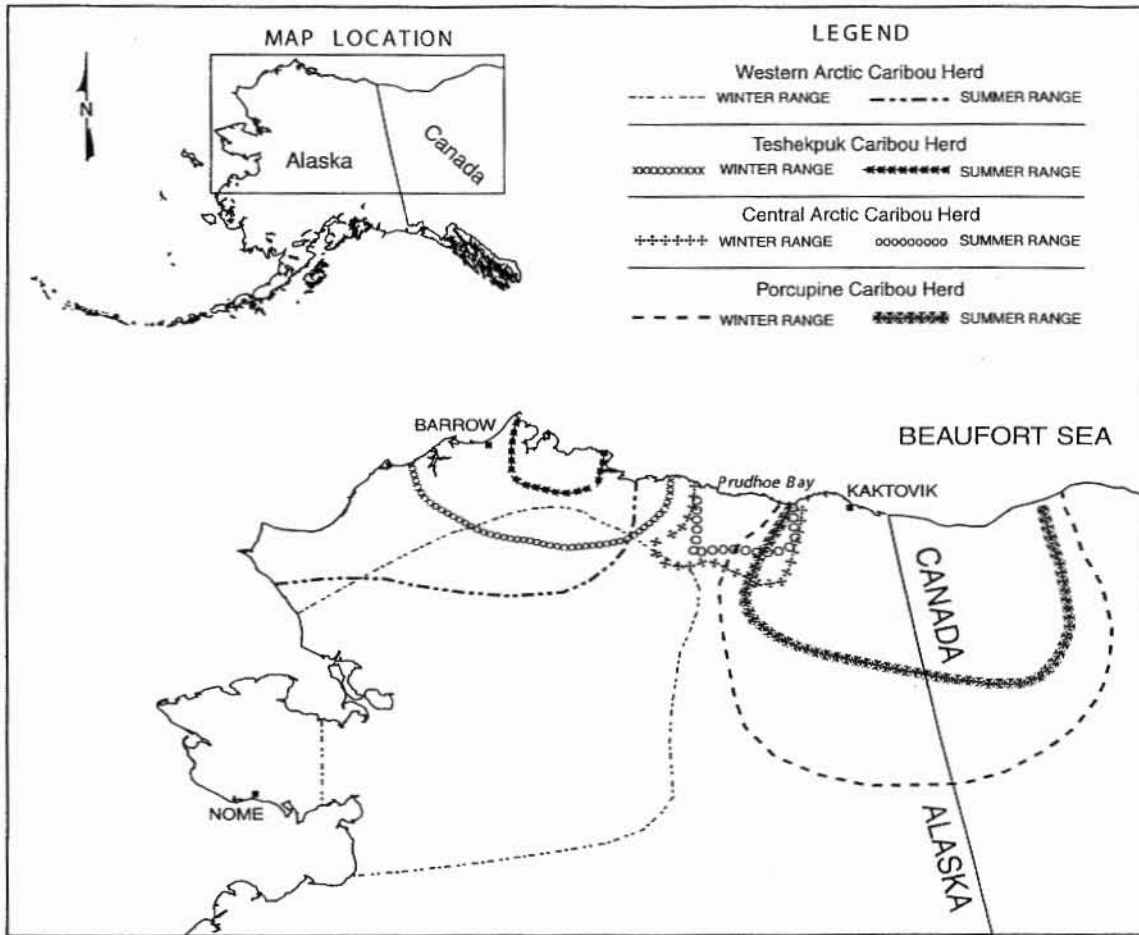 MAP LOCATION
N
Alaska
Canada
LEGEND
Western Arctic Caribou Herd
WINTER RANGE SUMMER RANGE
Teshekpuk Caribou Herd
WINTER RANGE SUMMER RANGE
Central Arctic Caribou Herd
WINTER RANGE SUMMER RANGE
Porcupine Caribou Herd
WINTER RANGE SUMMER RANGE
BARROW
BEAUFORT SEA
Prudhoe Bay
KAKTOVIK
CANADA
NOME
ALASKA